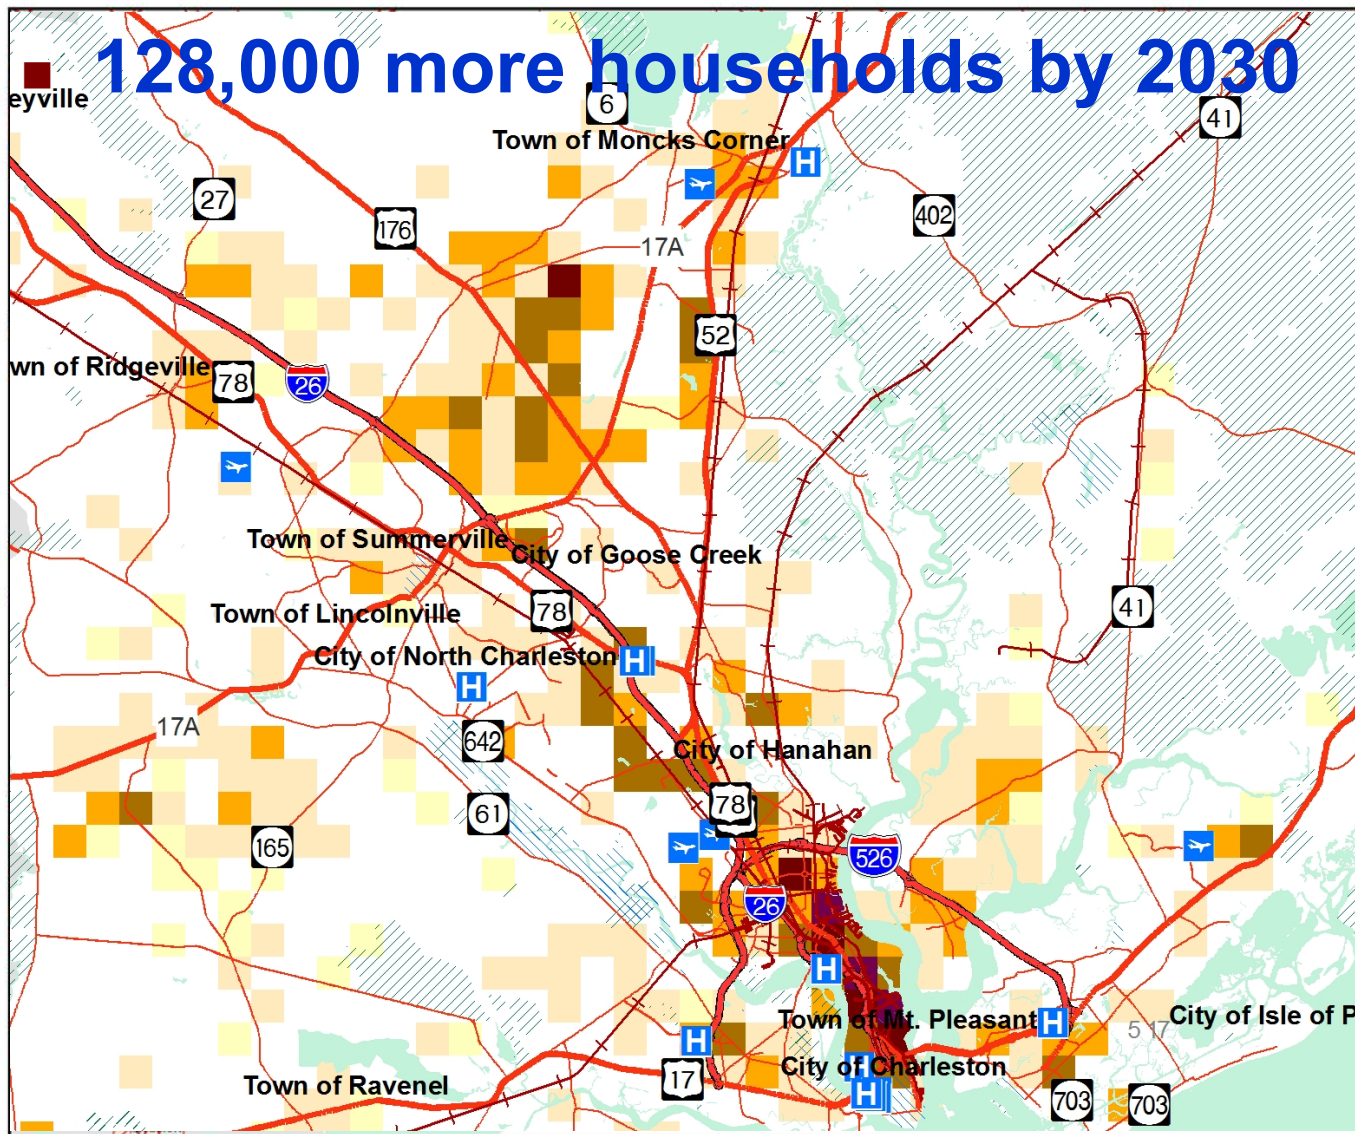 128,000 more households by 2030
eyville
6
41
Town of Moncks Corner
H
27
176
402
17A
52
wn of Ridgeville
78
26
Town of Summerville
City of Goose Creek
Town of Lincolnville
78
41
City of North Charleston
H
H
17A
642
City of Hanahan
61
78
165
526
26
H
Town of Mt. Pleasant
H
5 17
City of Isle of P
H
City of Charleston
H
17
Town of Ravenel
H
703
703